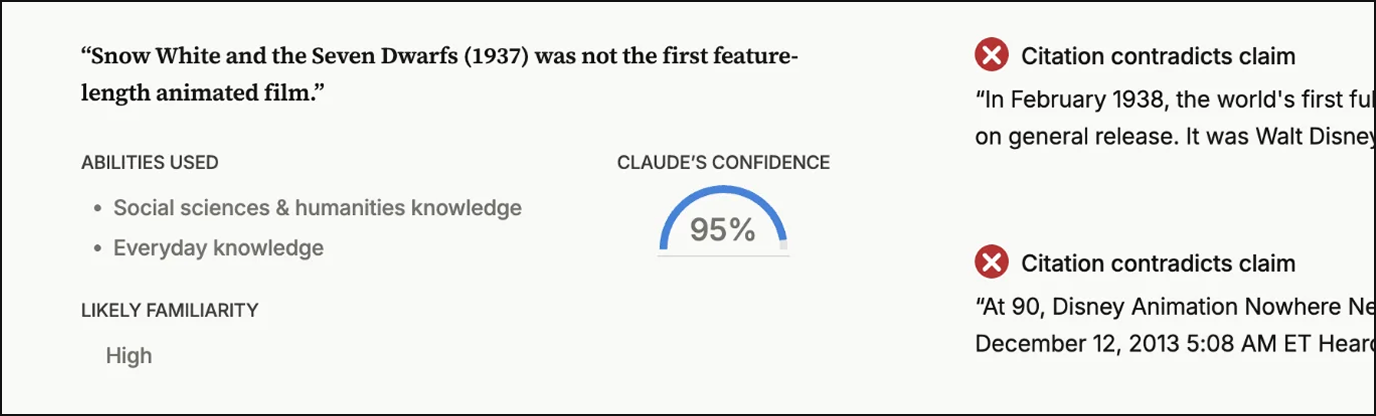 “Snow White and the Seven Dwarfs (1937) was not the first feature-
length animated film.”
ABILITIES USED
• Social sciences & humanities knowledge
• Everyday knowledge
LIKELY FAMILIARITY
High
CLAUDE’S CONFIDENCE
95%
Citation contradicts claim
“In February 1938, the world's first
on general release. It was Walt Disney
Citation contradicts claim
“At 90, Disney Animation Nowhere
December 12, 2013 5:08 AM ET